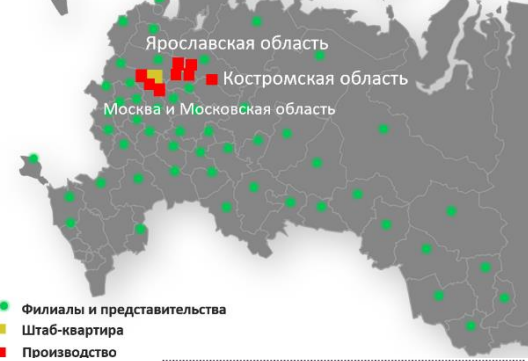 Ярославская область
Костромская область
Москва и Московская область
Филиалы и представительства
Штаб-квартира
Производство